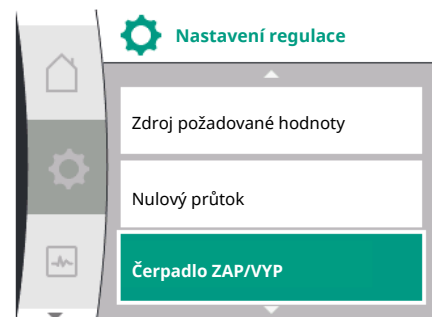 Nastavení regulace
Zdroj požadované hodnoty
Nulový průtok
Čerpadlo ZAP/VYP